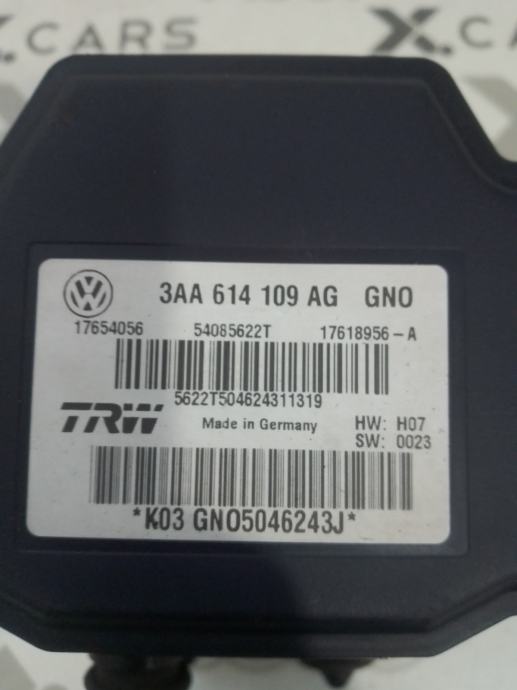 CARS
X.CARS
3AA 614 109 AG GNO
17654056 54085622T 17618956-A
5622T504624311319
TRW Made in Germany HW: H07
SW: 0023
*K03 GNO5046243J*